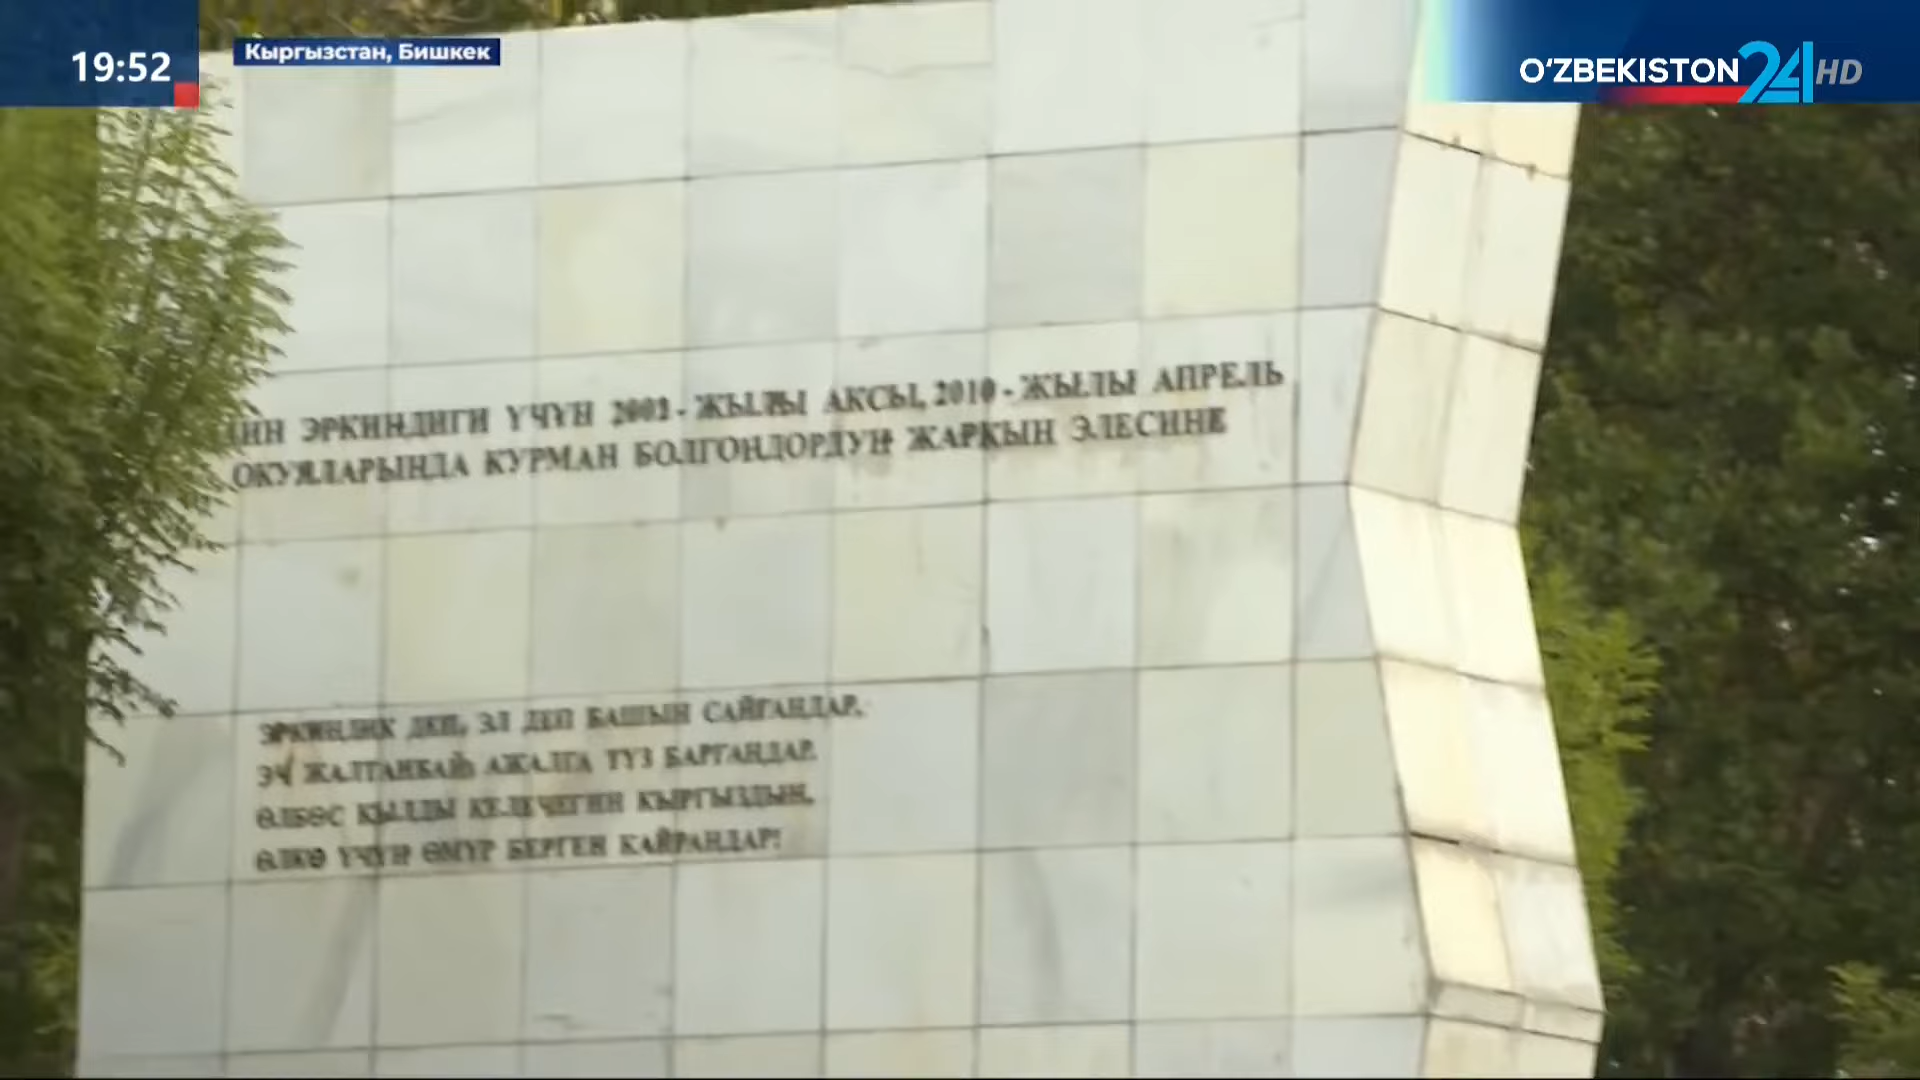 19:52
Кыргызстан, Бишкек
O‘ZBEKISTON 24 HD
ЭРКИНДИГИ ҮЧҮН 2002 - ЖЫЛЫ АКСЫ, 2010 - ЖЫЛЫ АПРЕЛЬ
ОКУЯЛАРЫНДА КУРМАН БОЛГОНДОРДУН ЖАРКЫН ЭЛЕСИНЕ
ЭРКИНДИК ДЕП, ЭЛ ДЕП БАШЫН САЙГАНДАР,
ЭЧ ЖАЛТАНБАЙ АЖАЛГА ТҮЗ БАРГАНДАР.
ӨЛБӨС КЫЛДЫ КЕЛЕЧЕГИН КЫРГЫЗДЫН,
ӨЛКӨ ҮЧҮН ӨМҮР БЕРГЕН КАЙРАНДАР!